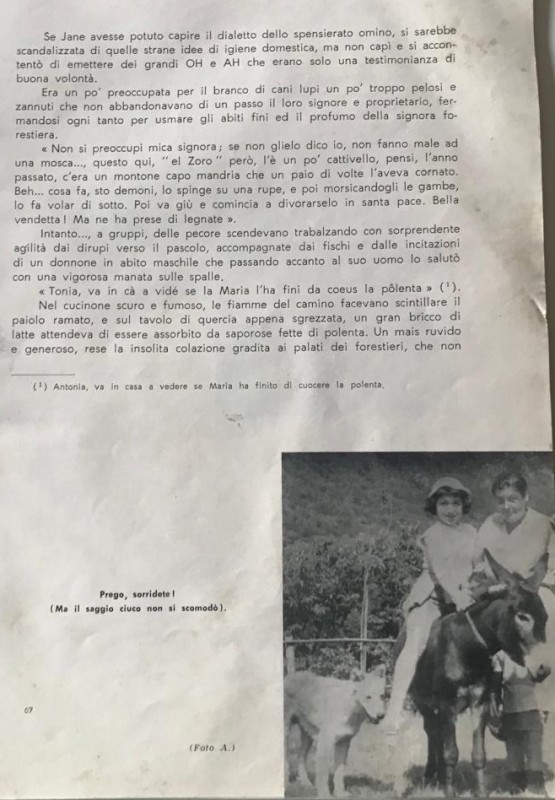 Se Jane avesse potuto capire il dialetto dello spensierato omino, si sarebbe
scandalizzata di quelle strane idee di igiene domestica, ma non capì e si accon-
tentò di emettere dei grandi OH e AH che erano solo una testimonianza di
buona volontà.
Era un po' preoccupata per il branco di cani lupi un po' troppo pelosi e
zannuti che non abbandonavano di un passo il loro signore e proprietario, fer-
mandosi ogni tanto per usmare gli abiti fini ed il profumo della signora fo-
restiera.
« Non si preoccupi mica signora; se non glielo dico io, non fanno male ad
una mosca..., questo qui, "el Zoro" però, l'è un po' cattivello, pensi, l'anno
passato, c'era un montone capo mandria che un paio di volte l'aveva cornato.
Beh... cosa fa, sto demoni, lo spinge su una rupe, e poi morsicandogli le gambe,
lo fa volar di sotto. Poi va giù e comincia a divorarselo in santa pace. Bella
vendetta! Ma ne ha prese di legnate ».
Intanto..., a gruppi, delle pecore scendevano trabalzando con sorprendente
agilità dai dirupi verso il pascolo, accompagnate dai fischi e dalle incitazioni
di un donnone in abito maschile che passando accanto al suo uomo lo salutò
con una vigorosa manata sulle spalle.
« Tonia, va in cà a vidé se la Maria l'ha fini da coeus la pôlenta » (¹).
Nel cucinone scuro e fumoso, le fiamme del camino facevano scintillare il
paiolo ramato, e sul tavolo di quercia appena sgrezzata, un gran bricco di
latte attendeva di essere assorbito da saporose fette di polenta. Un mais ruvido
e generoso, rese la insolita colazione gradita ai palati dei forestieri, che non
(¹) Antonia, va in casa a vedere se Maria ha finito di cuocere la polenta.
Prego, sorridete!
(Ma il saggio ciuco non si scomodò).
67
(Foto A.)